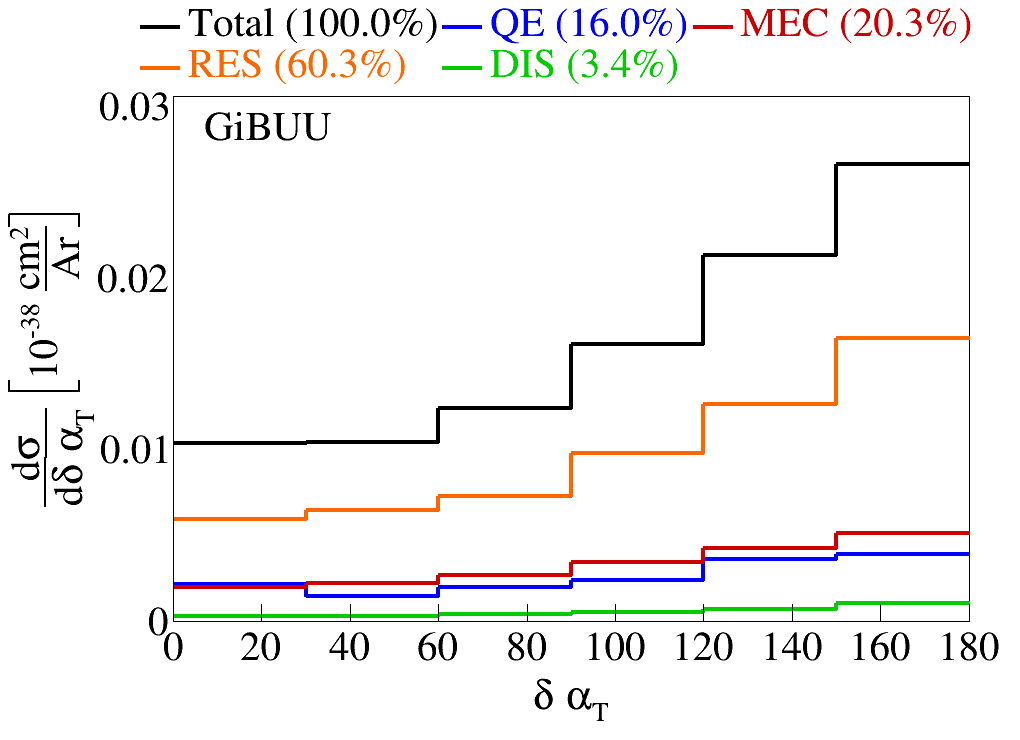 Total (100.0%) QE (16.0%) MEC (20.3%)
RES (60.3%) DIS (3.4%)
GiBUU
0.03
0.02
0.01
0
dσ/dδ α_T [10^-38 cm^2/Ar]
0 20 40 60 80 100 120 140 160 180
δ α_T